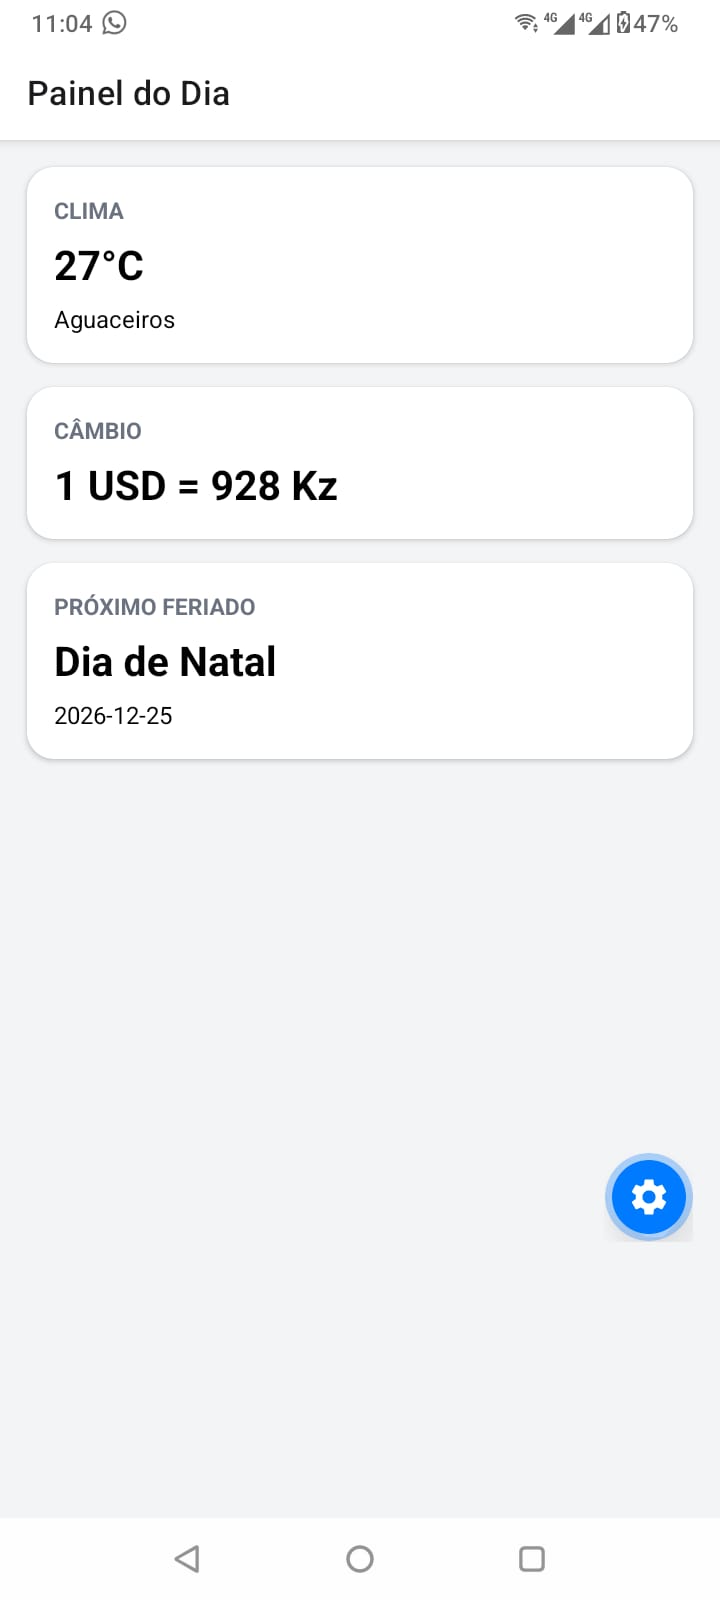 11:04
4G 4G 47%
Painel do Dia
CLIMA
27°C
Aguaceiros
CÂMBIO
1 USD = 928 Kz
PRÓXIMO FERIADO
Dia de Natal
2026-12-25